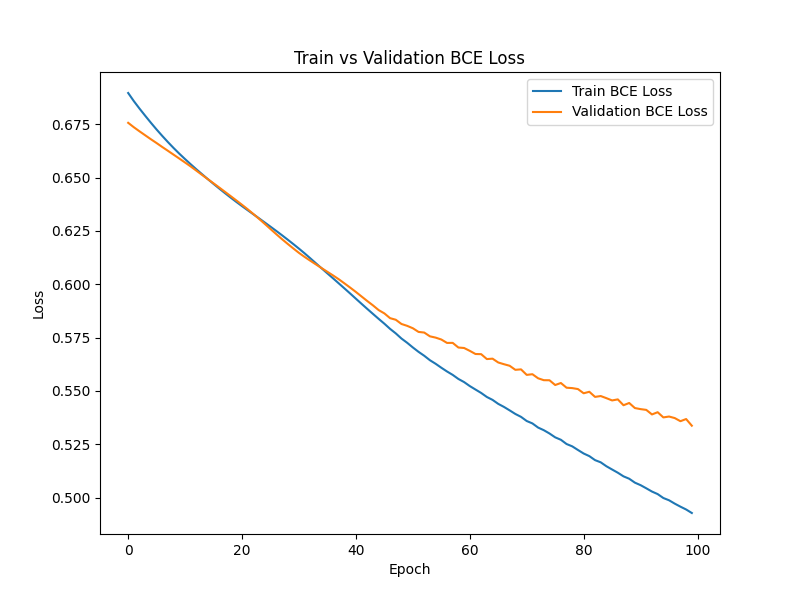 Train vs Validation BCE Loss
Train BCE Loss
Validation BCE Loss
0.675
0.650
0.625
0.600
0.575
0.550
0.525
0.500
Loss
0 20 40 60 80 100
Epoch